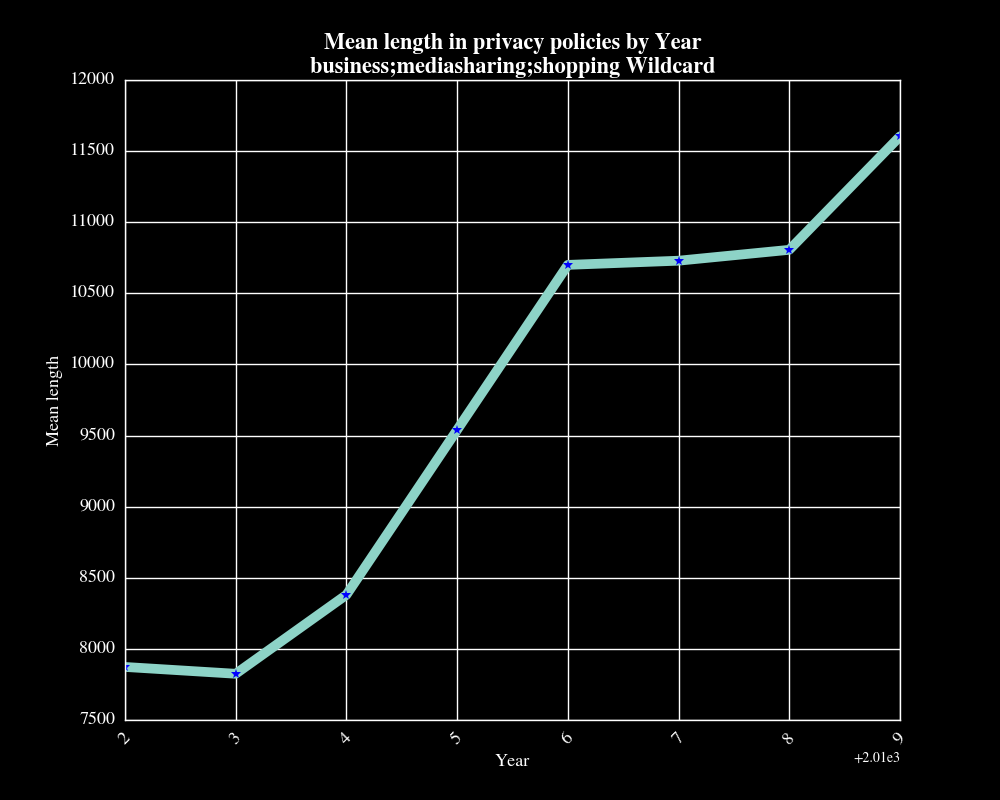 Mean length in privacy policies by Year
business;mediasharing;shopping Wildcard
12000
11500
11000
10500
10000
9500
9000
8500
8000
7500
Mean length
2 3 4 5 6 7 8 9
Year
+2.01e3